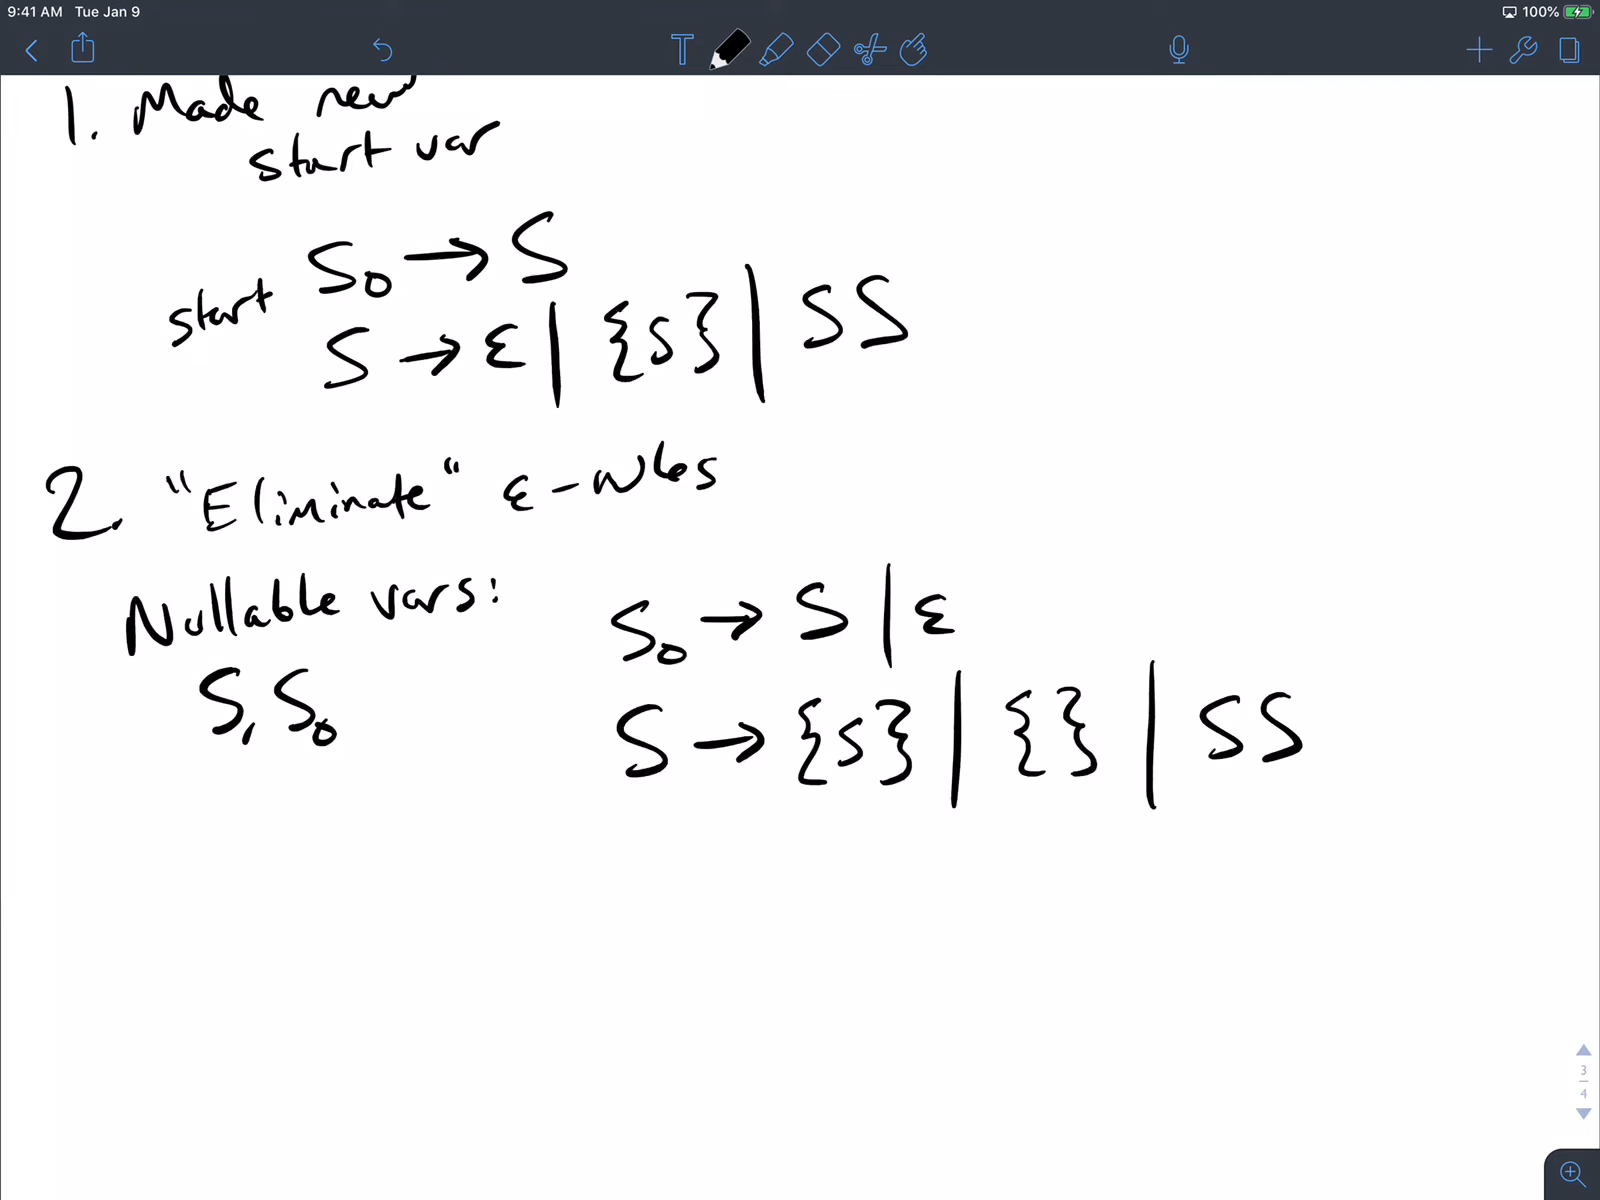 9:41 AM Tue Jan 9
100%
T
1. Made new
start var
start S₀ → S
S → ε | {S} | SS
2. "Eliminate" ε-rules
Nullable vars:
S, S₀
S₀ → S | ε
S → {S} | {} | SS
3
4